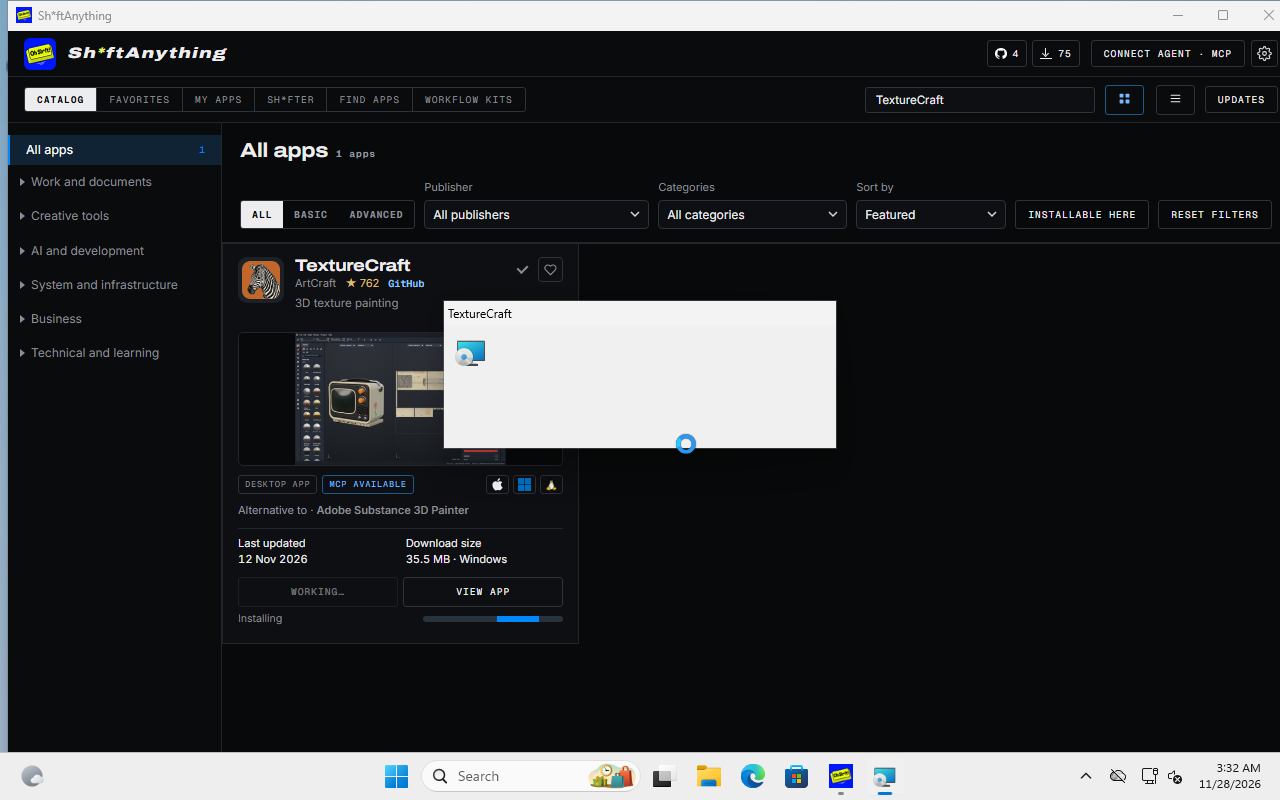 Sh*ftAnything
Oh Sh*ft!
Sh*ftAnything
4
75
CONNECT AGENT · MCP
CATALOG
FAVORITES
MY APPS
SH*FTER
FIND APPS
WORKFLOW KITS
TextureCraft
UPDATES
All apps
1
Work and documents
Creative tools
AI and development
System and infrastructure
Business
Technical and learning
All apps 1 apps
Publisher
Categories
Sort by
ALL
BASIC
ADVANCED
All publishers
All categories
Featured
INSTALLABLE HERE
RESET FILTERS
TextureCraft
ArtCraft ★ 762 GitHub
3D texture painting
TextureCraft
DESKTOP APP
MCP AVAILABLE
Alternative to · Adobe Substance 3D Painter
Last updated
12 Nov 2026
Download size
35.5 MB · Windows
WORKING…
VIEW APP
Installing
Search
3:32 AM
11/28/2026